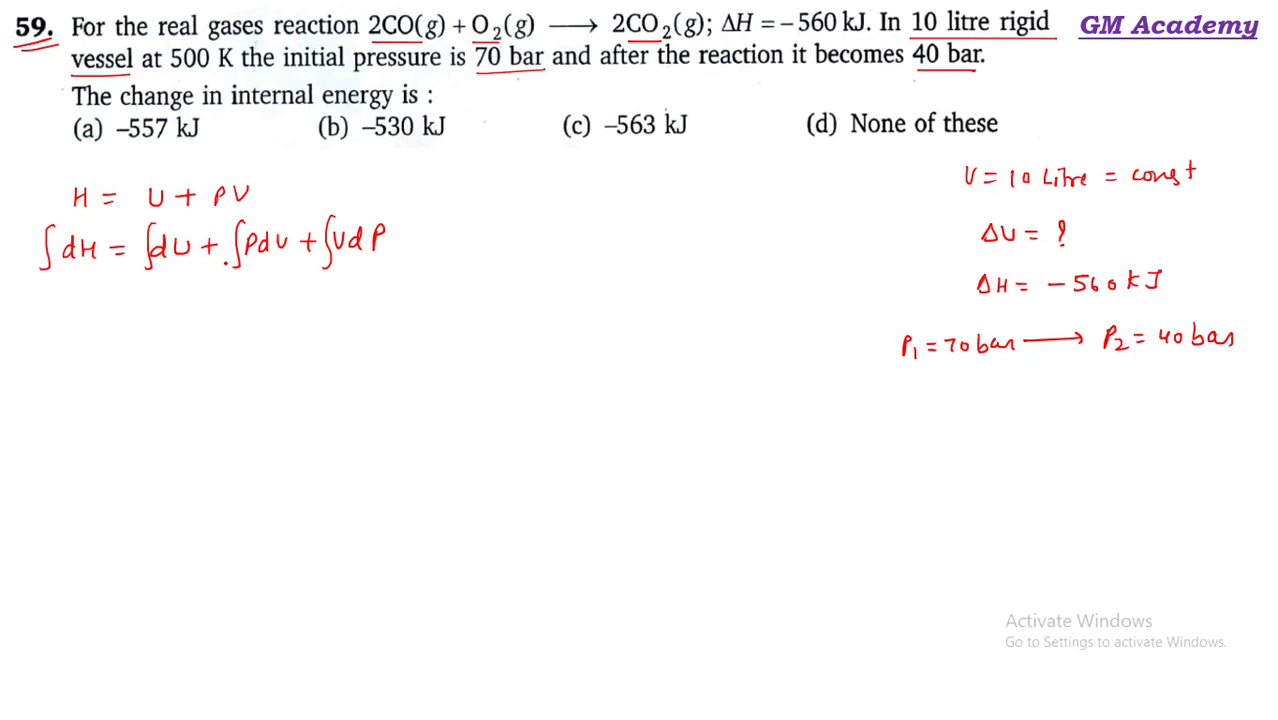 59. For the real gases reaction 2CO(g) + O₂(g) ⟶ 2CO₂(g); ΔH = −560 kJ. In 10 litre rigid
GM Academy
vessel at 500 K the initial pressure is 70 bar and after the reaction it becomes 40 bar.
The change in internal energy is :
(a) −557 kJ (b) −530 kJ (c) −563 kJ (d) None of these
H = U + PV
∫dH = ∫dU + ∫PdV + ∫VdP
V = 10 Litre = const
ΔU = ?
ΔH = −560 kJ
P₁ = 70 bar ⟶ P₂ = 40 bar
Activate Windows
Go to Settings to activate Windows.